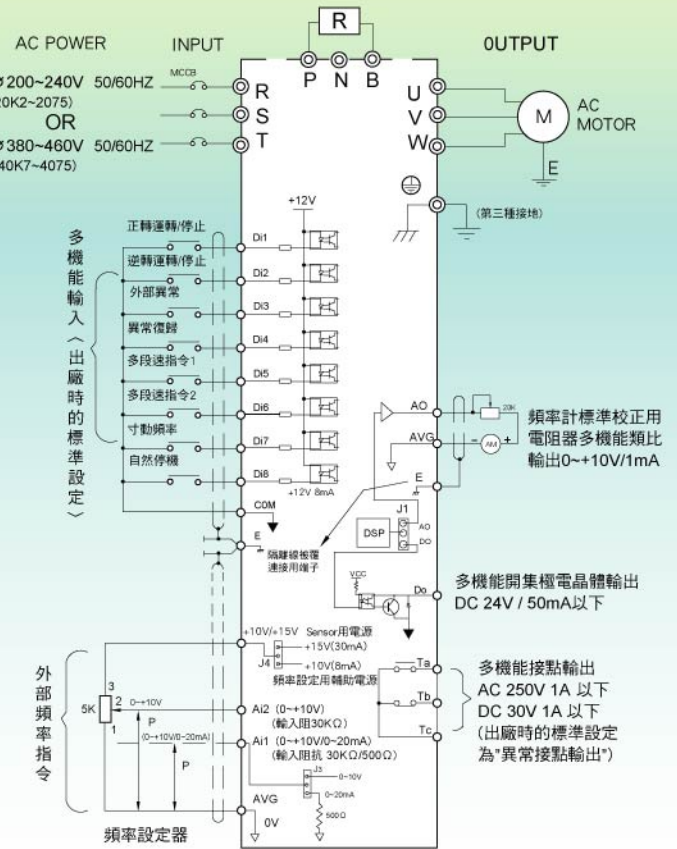 R
AC POWER
INPUT
OUTPUT
P N B
200~240V 50/60HZ
MCCB
R
U
0K2~2075)
OR
S
V
M
AC
MOTOR
380~460V 50/60HZ
T
W
40K7~4075)
E
(第三種接地)
+12V
多機能輸入〈出廠時的標準設定〉
正轉運轉/停止
Di1
逆轉運轉/停止
Di2
外部異常
Di3
異常復歸
Di4
多段速指令1
Di5
多段速指令2
Di6
寸動頻率
Di7
自然停機
Di8
+12V 8mA
COM
E
隔離線被覆
連接用端子
AO
20K
AVG
- AM +
E
頻率計標準校正用
電阻器多機能類比
輸出0~+10V/1mA
J1
DSP
AO
DO
VCC
Do
多機能開集極電晶體輸出
DC 24V / 50mA以下
+10V/+15V Sensor用電源
+15V(30mA)
J4
+10V(8mA)
頻率設定用輔助電源
Ta
Tb
Tc
多機能接點輸出
AC 250V 1A 以下
DC 30V 1A 以下
(出廠時的標準設定
為"異常接點輸出")
外部頻率指令
3
5K
2
0~+10V
1
P
(0~+10V/0~20mA)
P
Ai2 (0~+10V)
(輸入阻30KΩ)
Ai1 (0~+10V/0~20mA)
(輸入阻抗 30KΩ/500Ω)
J3
0~10V
0~20mA
500Ω
AVG
0V
頻率設定器